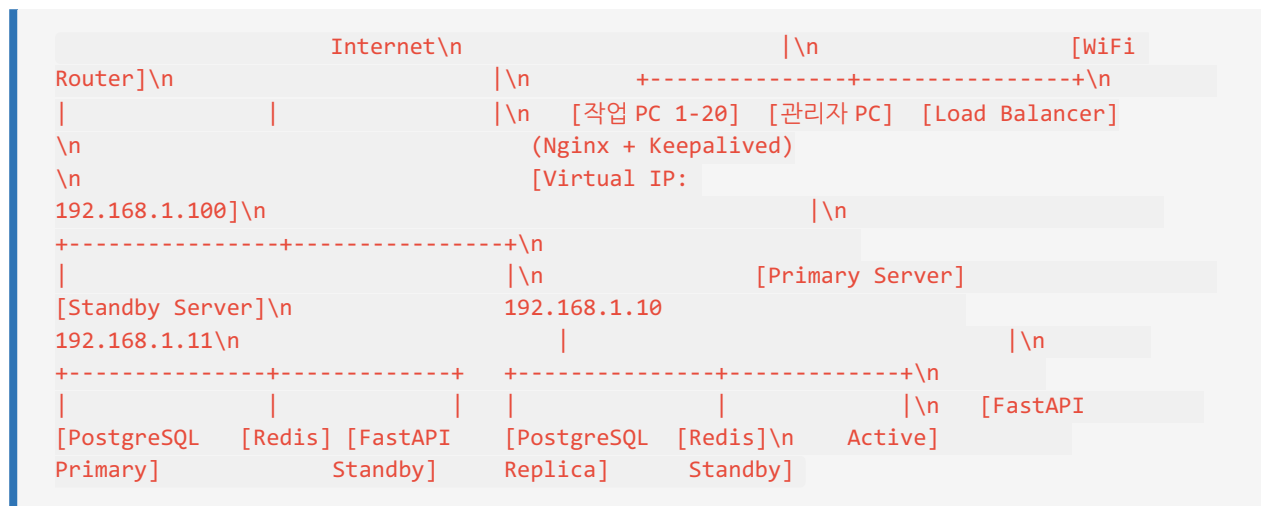 Internet\n                        |\n                     [WiFi
Router]\n                        |\n        +---------------+----------------+\n
|               |                |\n   [작업 PC 1-20]  [관리자 PC]  [Load Balancer]
\n                                  (Nginx + Keepalived)
\n                                  [Virtual IP:
192.168.1.100]\n                                         |\n
+----------------+----------------+\n
|                                 |\n                [Primary Server]
[Standby Server]\n                192.168.1.10
192.168.1.11\n                        |                                 |\n
+---------------+-------------+   +---------------+-------------+\n
|               |             |   |               |             |\n   [FastAPI
[PostgreSQL   [Redis] [FastAPI    [PostgreSQL  [Redis]\n    Active]
Primary]             Standby]     Replica]      Standby]